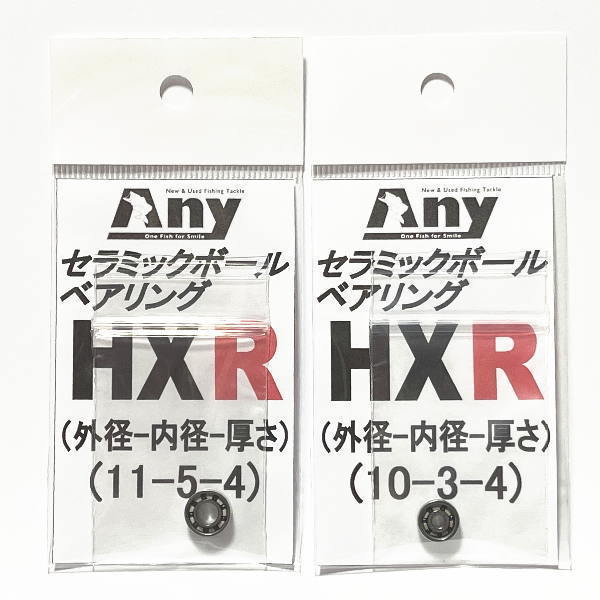 New & Used Fishing Tackle
Any
One Fish for Smile
セラミックボール
ベアリング
HXR
(外径-内径-厚さ)
(11-5-4)
New & Used Fishing Tackle
Any
One Fish for Smile
セラミックボール
ベアリング
HXR
(外径-内径-厚さ)
(10-3-4)